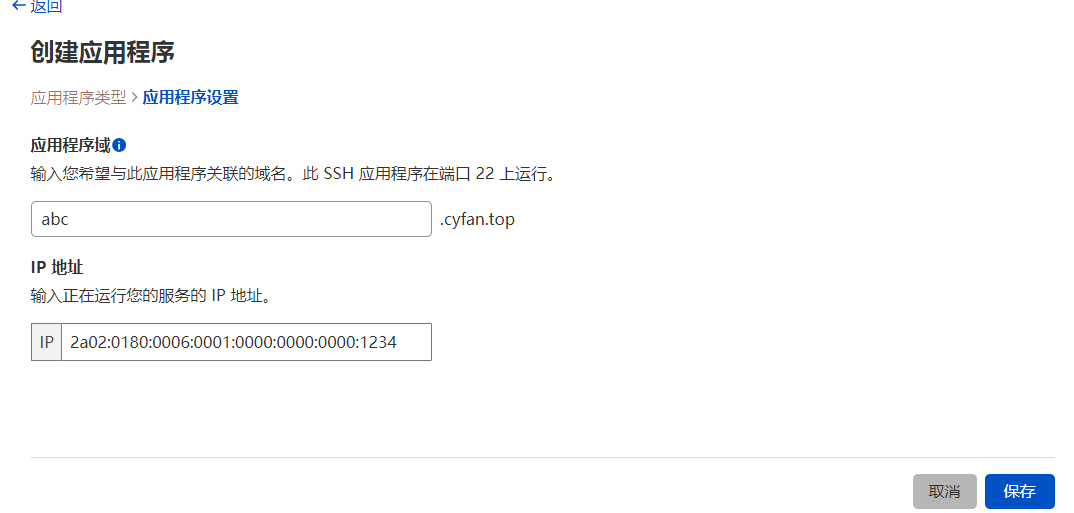 返回
创建应用程序
应用程序类型 > 应用程序设置
应用程序域
输入您希望与此应用程序关联的域名。此 SSH 应用程序在端口 22 上运行。
abc .cyfan.top
IP 地址
输入正在运行您的服务的 IP 地址。
IP 2a02:0180:0006:0001:0000:0000:0000:1234
取消 保存